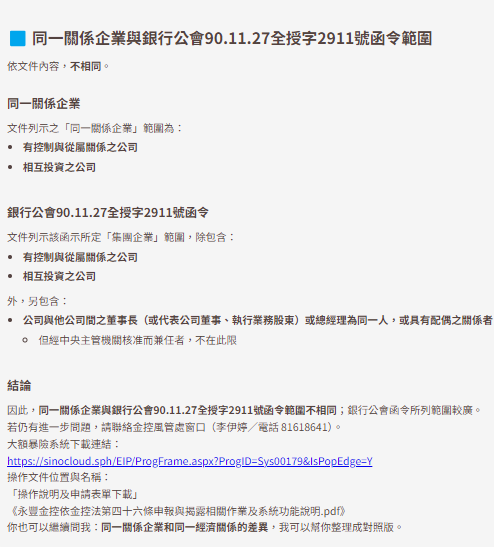 同一關係企業與銀行公會90.11.27全授字2911號函令範圍
依文件內容，不相同。
同一關係企業
文件列示之「同一關係企業」範圍為：
• 有控制與從屬關係之公司
• 相互投資之公司
銀行公會90.11.27全授字2911號函令
文件列示該函示所定「集團企業」範圍，除包含：
• 有控制與從屬關係之公司
• 相互投資之公司
外，另包含：
• 公司與他公司間之董事長（或代表公司董事、執行業務股東）或總經理為同一人，或具有配偶之關係者
○ 但經中央主管機關核准而兼任者，不在此限
結論
因此，同一關係企業與銀行公會90.11.27全授字2911號函令範圍不相同；銀行公會函令所列範圍較廣。
若仍有進一步問題，請聯絡金控風管處窗口（李伊婷／電話 81618641）。
大額暴險系統下載連結：
https://sinocloud.sph/EIP/ProgFrame.aspx?ProgID=Sys00179&IsPopEdge=Y
操作文件位置與名稱：
「操作說明及申請表單下載」
《永豐金控依金控法第四十六條申報與揭露相關作業及系統功能說明.pdf》
你也可以繼續問我：同一關係企業和同一經濟關係的差異，我可以幫你整理成對照版。